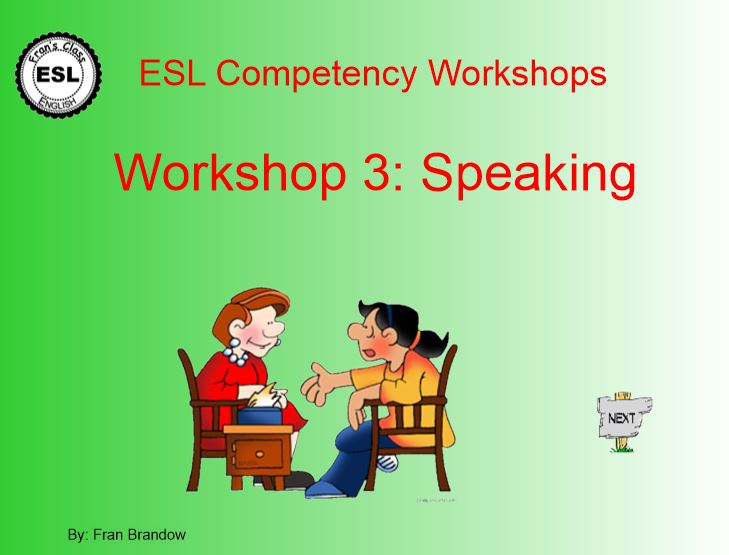 Fran's Class
ESL
ENGLISH
ESL Competency Workshops
Workshop 3: Speaking
NEXT
By: Fran Brandow